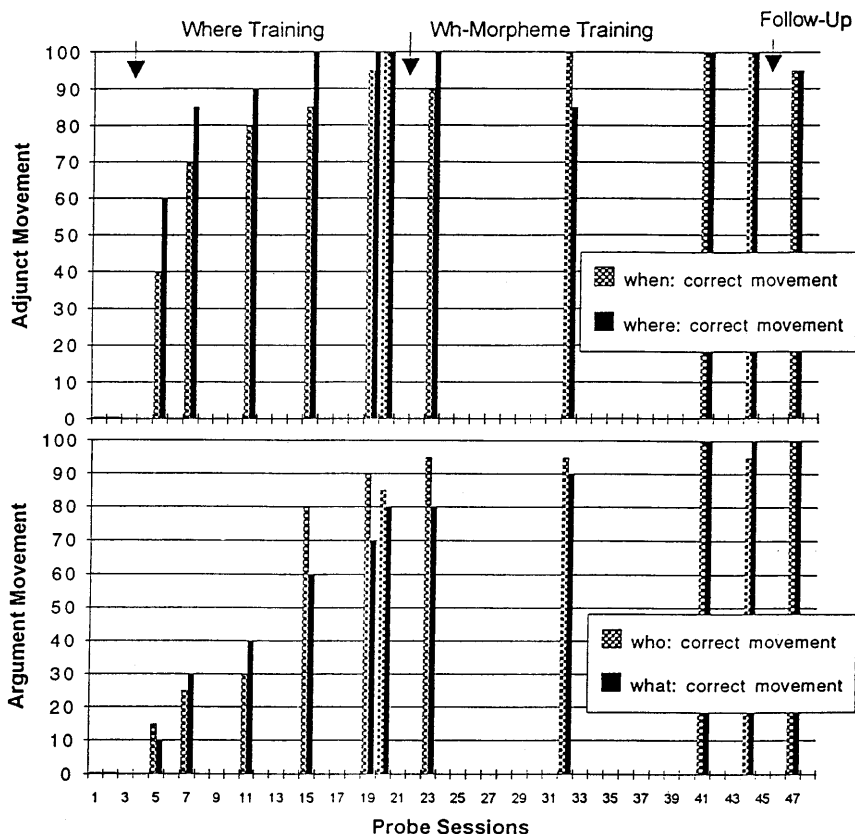 Where Training Wh-Morpheme Training Follow-Up
Adjunct Movement
100
90
80
70
60
50
40
30
20
10
0
when: correct movement
where: correct movement
Argument Movement
100
90
80
70
60
50
40
30
20
10
0
who: correct movement
what: correct movement
1 3 5 7 9 11 13 15 17 19 21 23 25 27 29 31 33 35 37 39 41 43 45 47
Probe Sessions